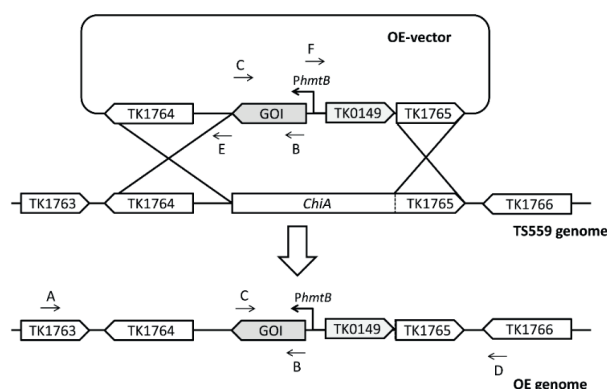 OE-vector
C
F
PhmtB
TK1764 GOI TK0149 TK1765
E
B
TK1763 TK1764 ChiA TK1765 TK1766
TS559 genome
A
C
PhmtB
TK1763 TK1764 GOI TK0149 TK1765 TK1766
B
D
OE genome